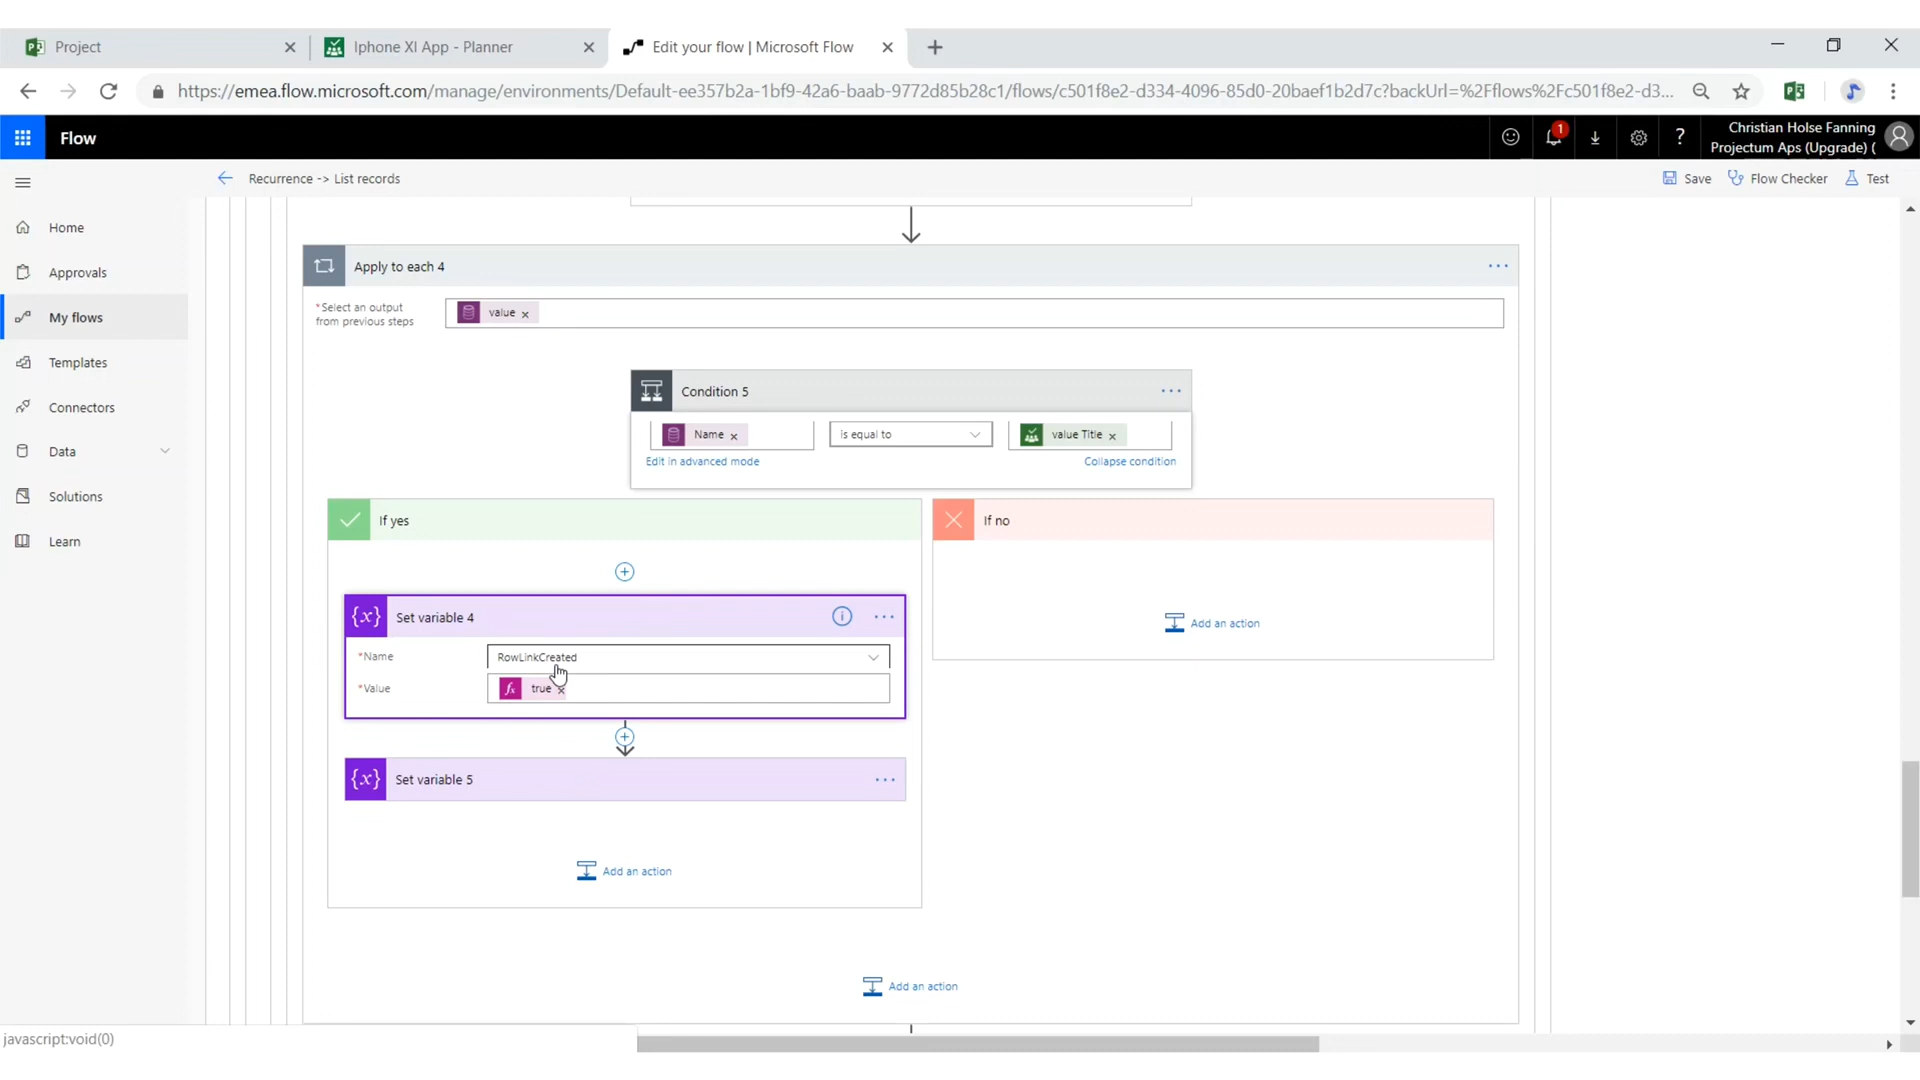 Project
Iphone XI App - Planner
Edit your flow | Microsoft Flow
https://emea.flow.microsoft.com/manage/environments/Default-ee357b2a-1bf9-42a6-baab-9772d85b28c1/flows/c501f8e2-d334-4096-85d0-20baef1b2d7c?backUrl=%2Fflows%2Fc501f8e2-d3...
Flow
1
?
Christian Holse Fanning
Projectum Aps (Upgrade) (
Recurrence -> List records
Save
Flow Checker
Test
Home
Approvals
My flows
Templates
Connectors
Data
Solutions
Learn
Apply to each 4
*Select an output
from previous steps
value
Condition 5
Name
is equal to
value Title
Edit in advanced mode
Collapse condition
If yes
If no
{x} Set variable 4
*Name
RowLinkCreated
*Value
fx true
{x} Set variable 5
Add an action
Add an action
Add an action
javascript:void(0)